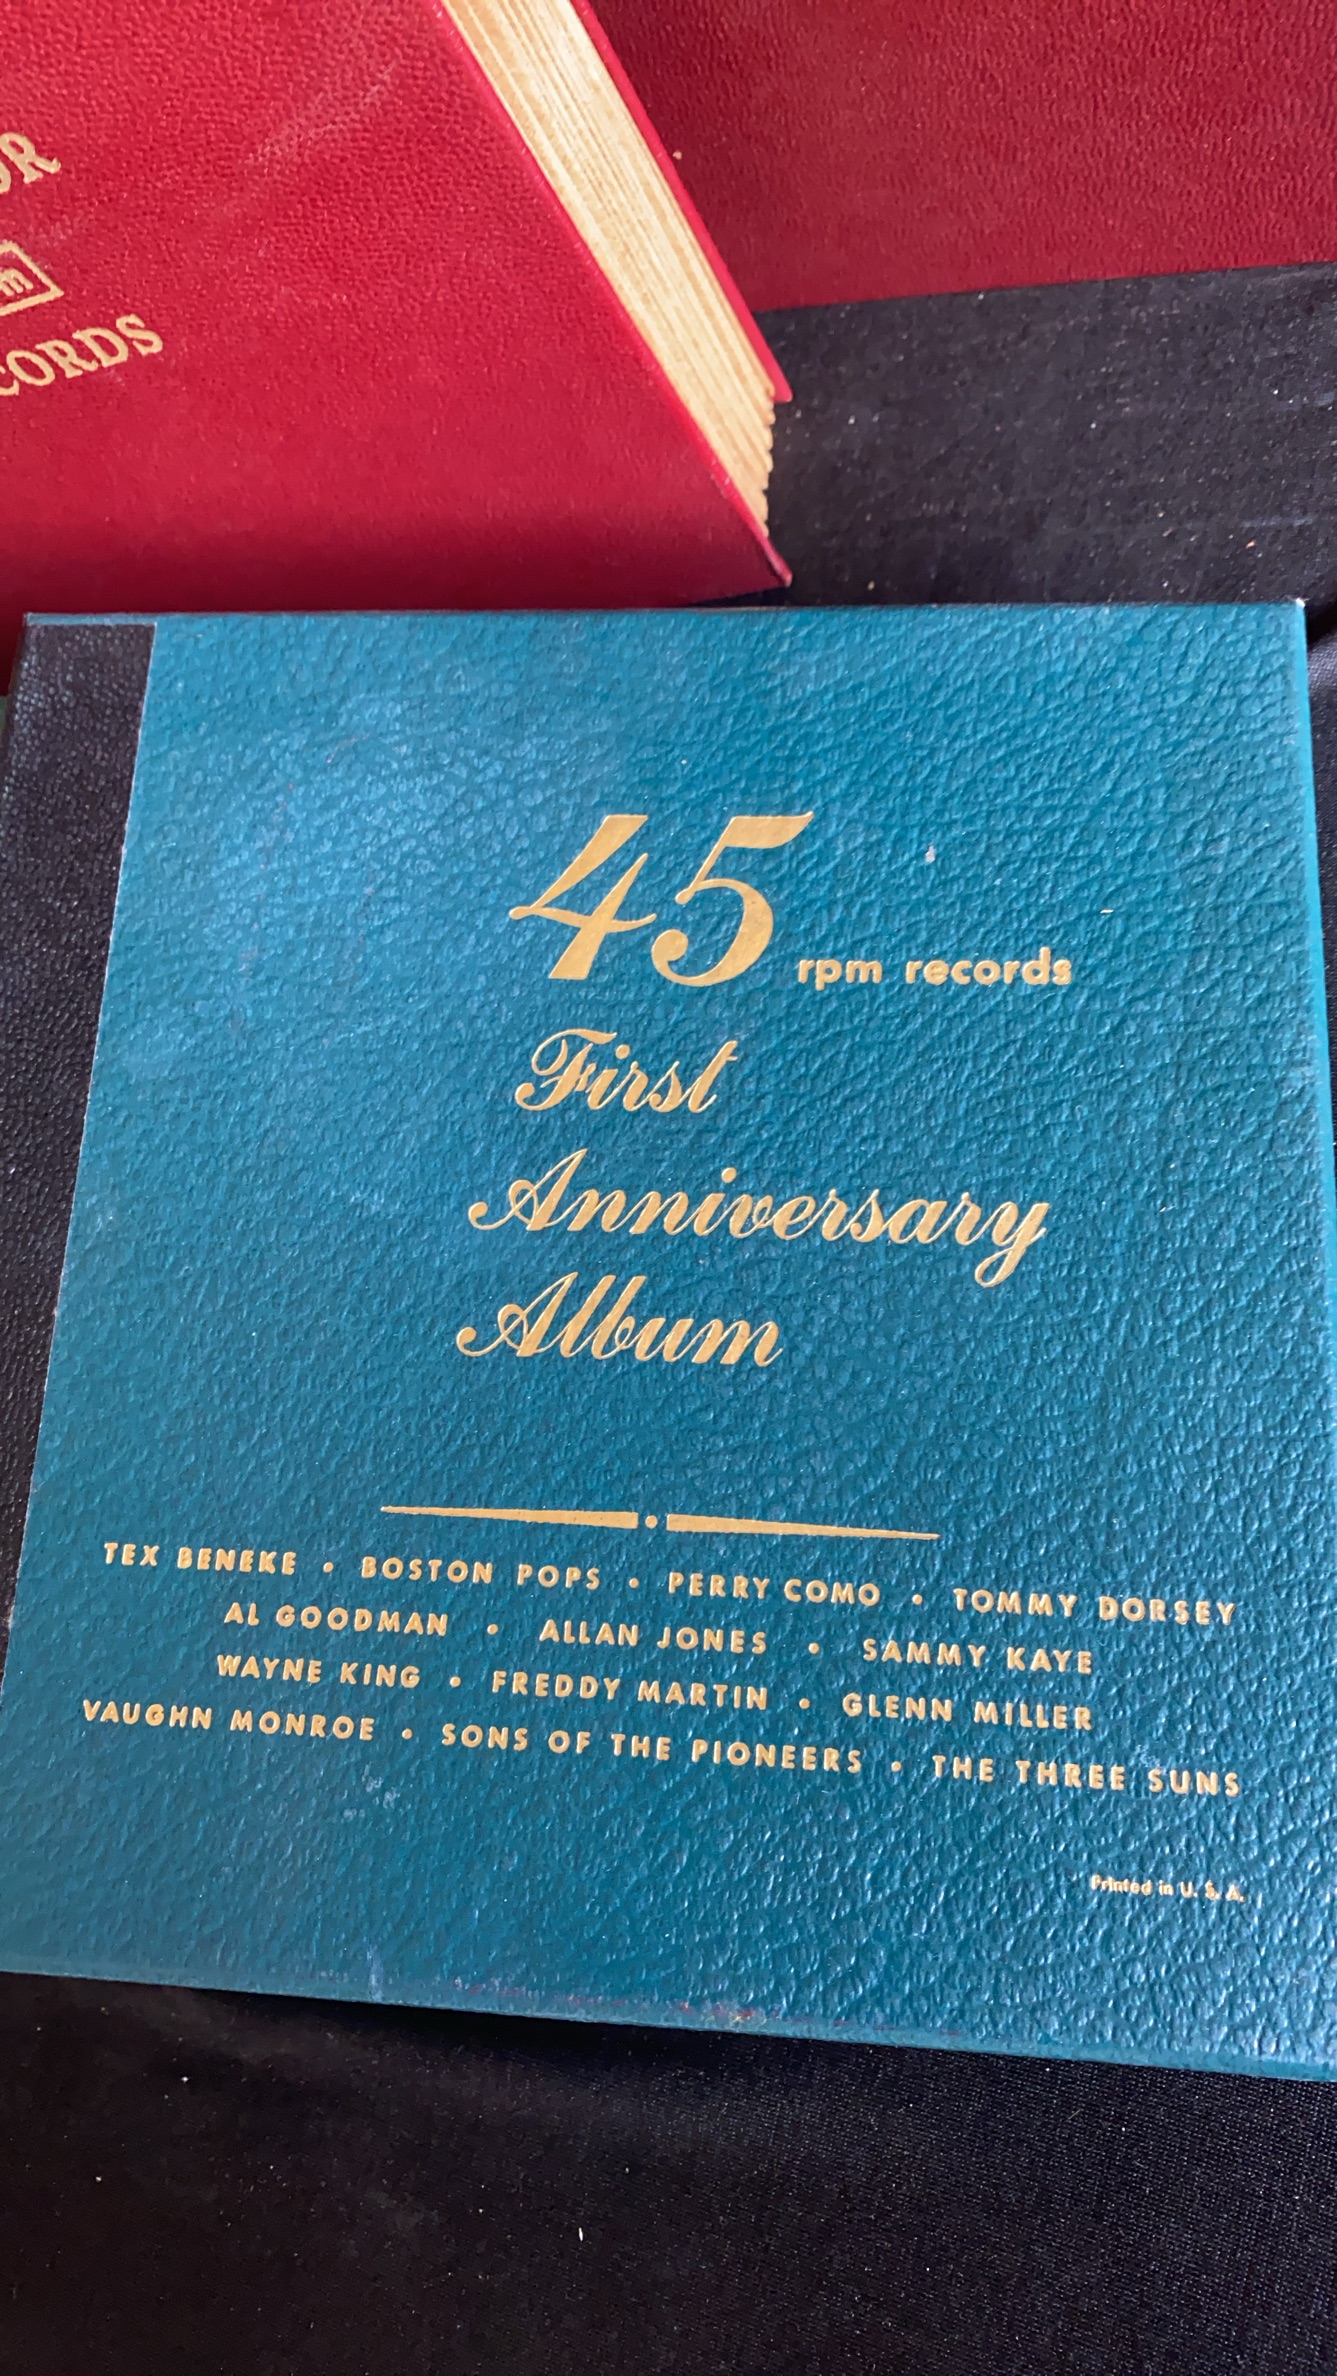 45 rpm records
First
Anniversary
Album
TEX BENEKE • BOSTON POPS • PERRY COMO • TOMMY DORSEY
AL GOODMAN • ALLAN JONES • SAMMY KAYE
WAYNE KING • FREDDY MARTIN • GLENN MILLER
VAUGHN MONROE • SONS OF THE PIONEERS • THE THREE SUNS
Printed in U. S. A.